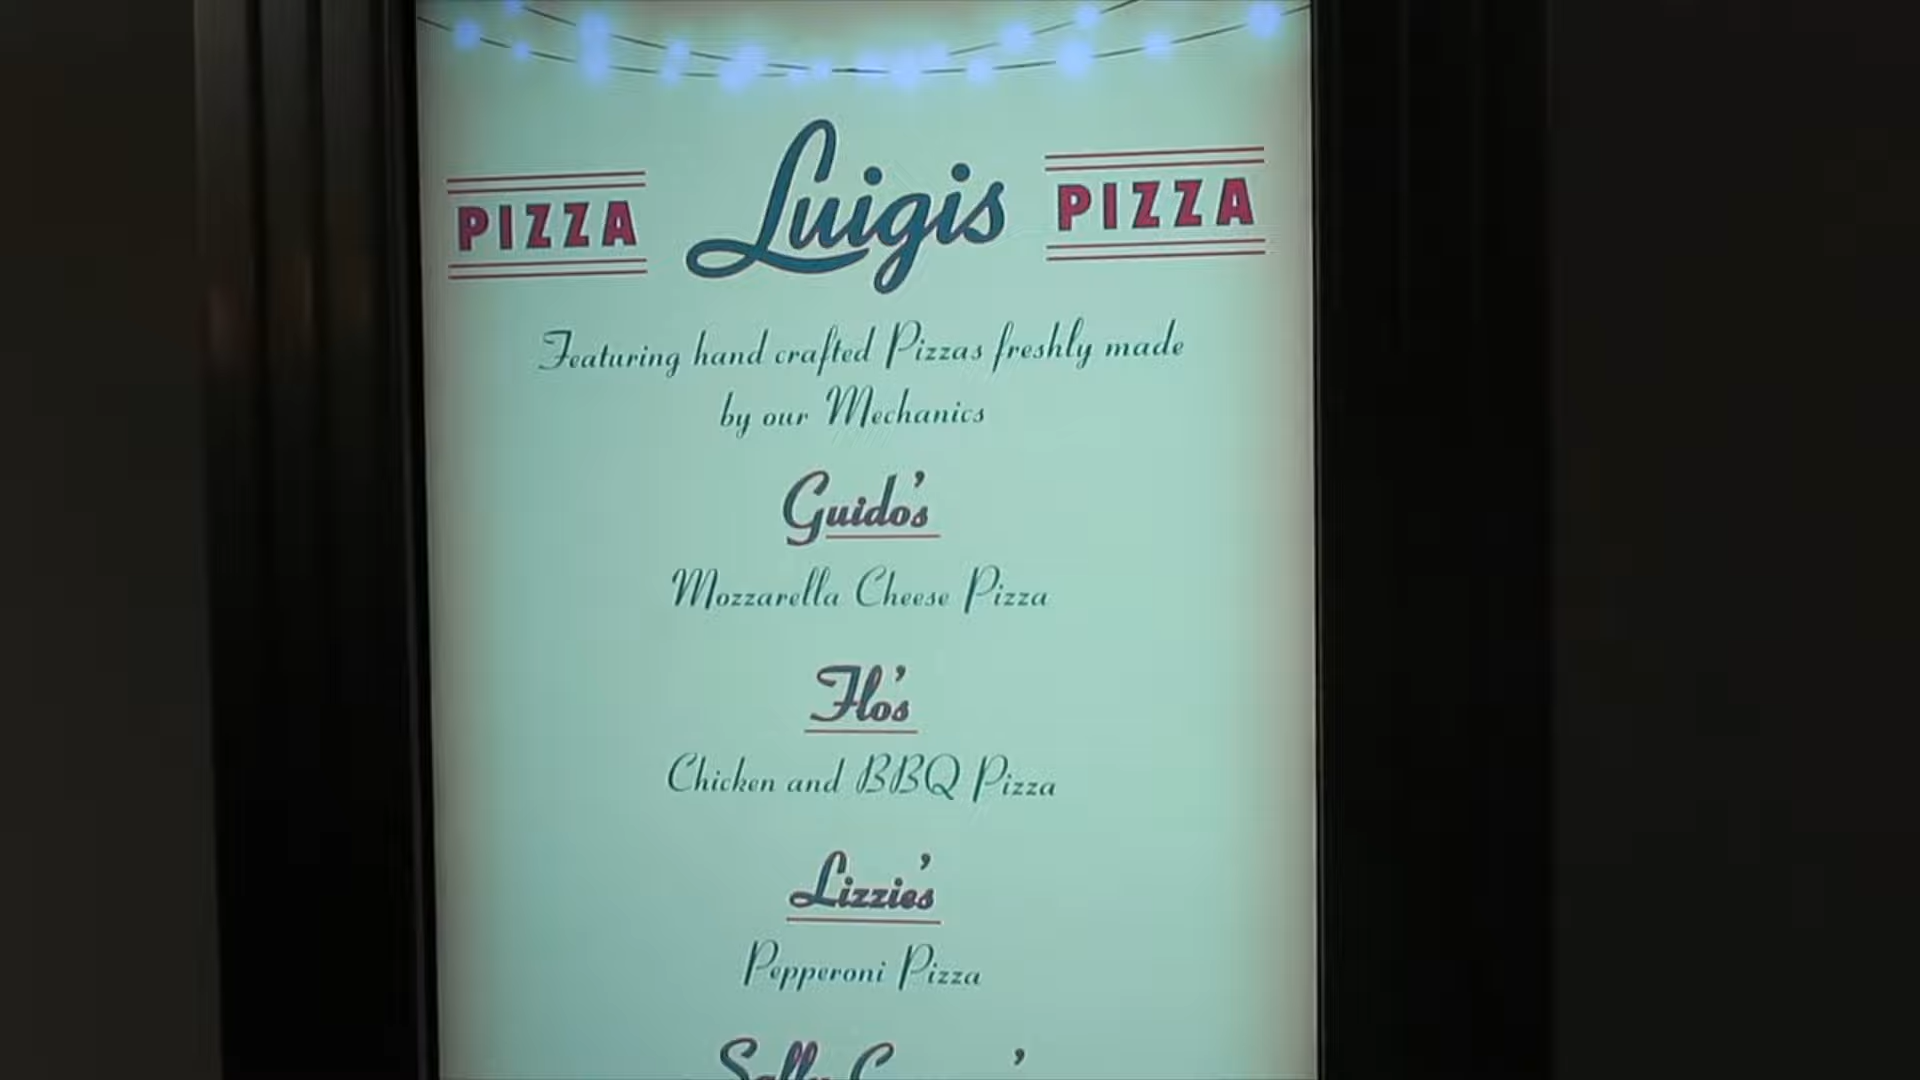 PIZZA Luigis PIZZA
Featuring hand crafted Pizzas freshly made
by our Mechanics
Guido's
Mozzarella Cheese Pizza
Flo's
Chicken and BBQ Pizza
Lizzie's
Pepperoni Pizza
Sally